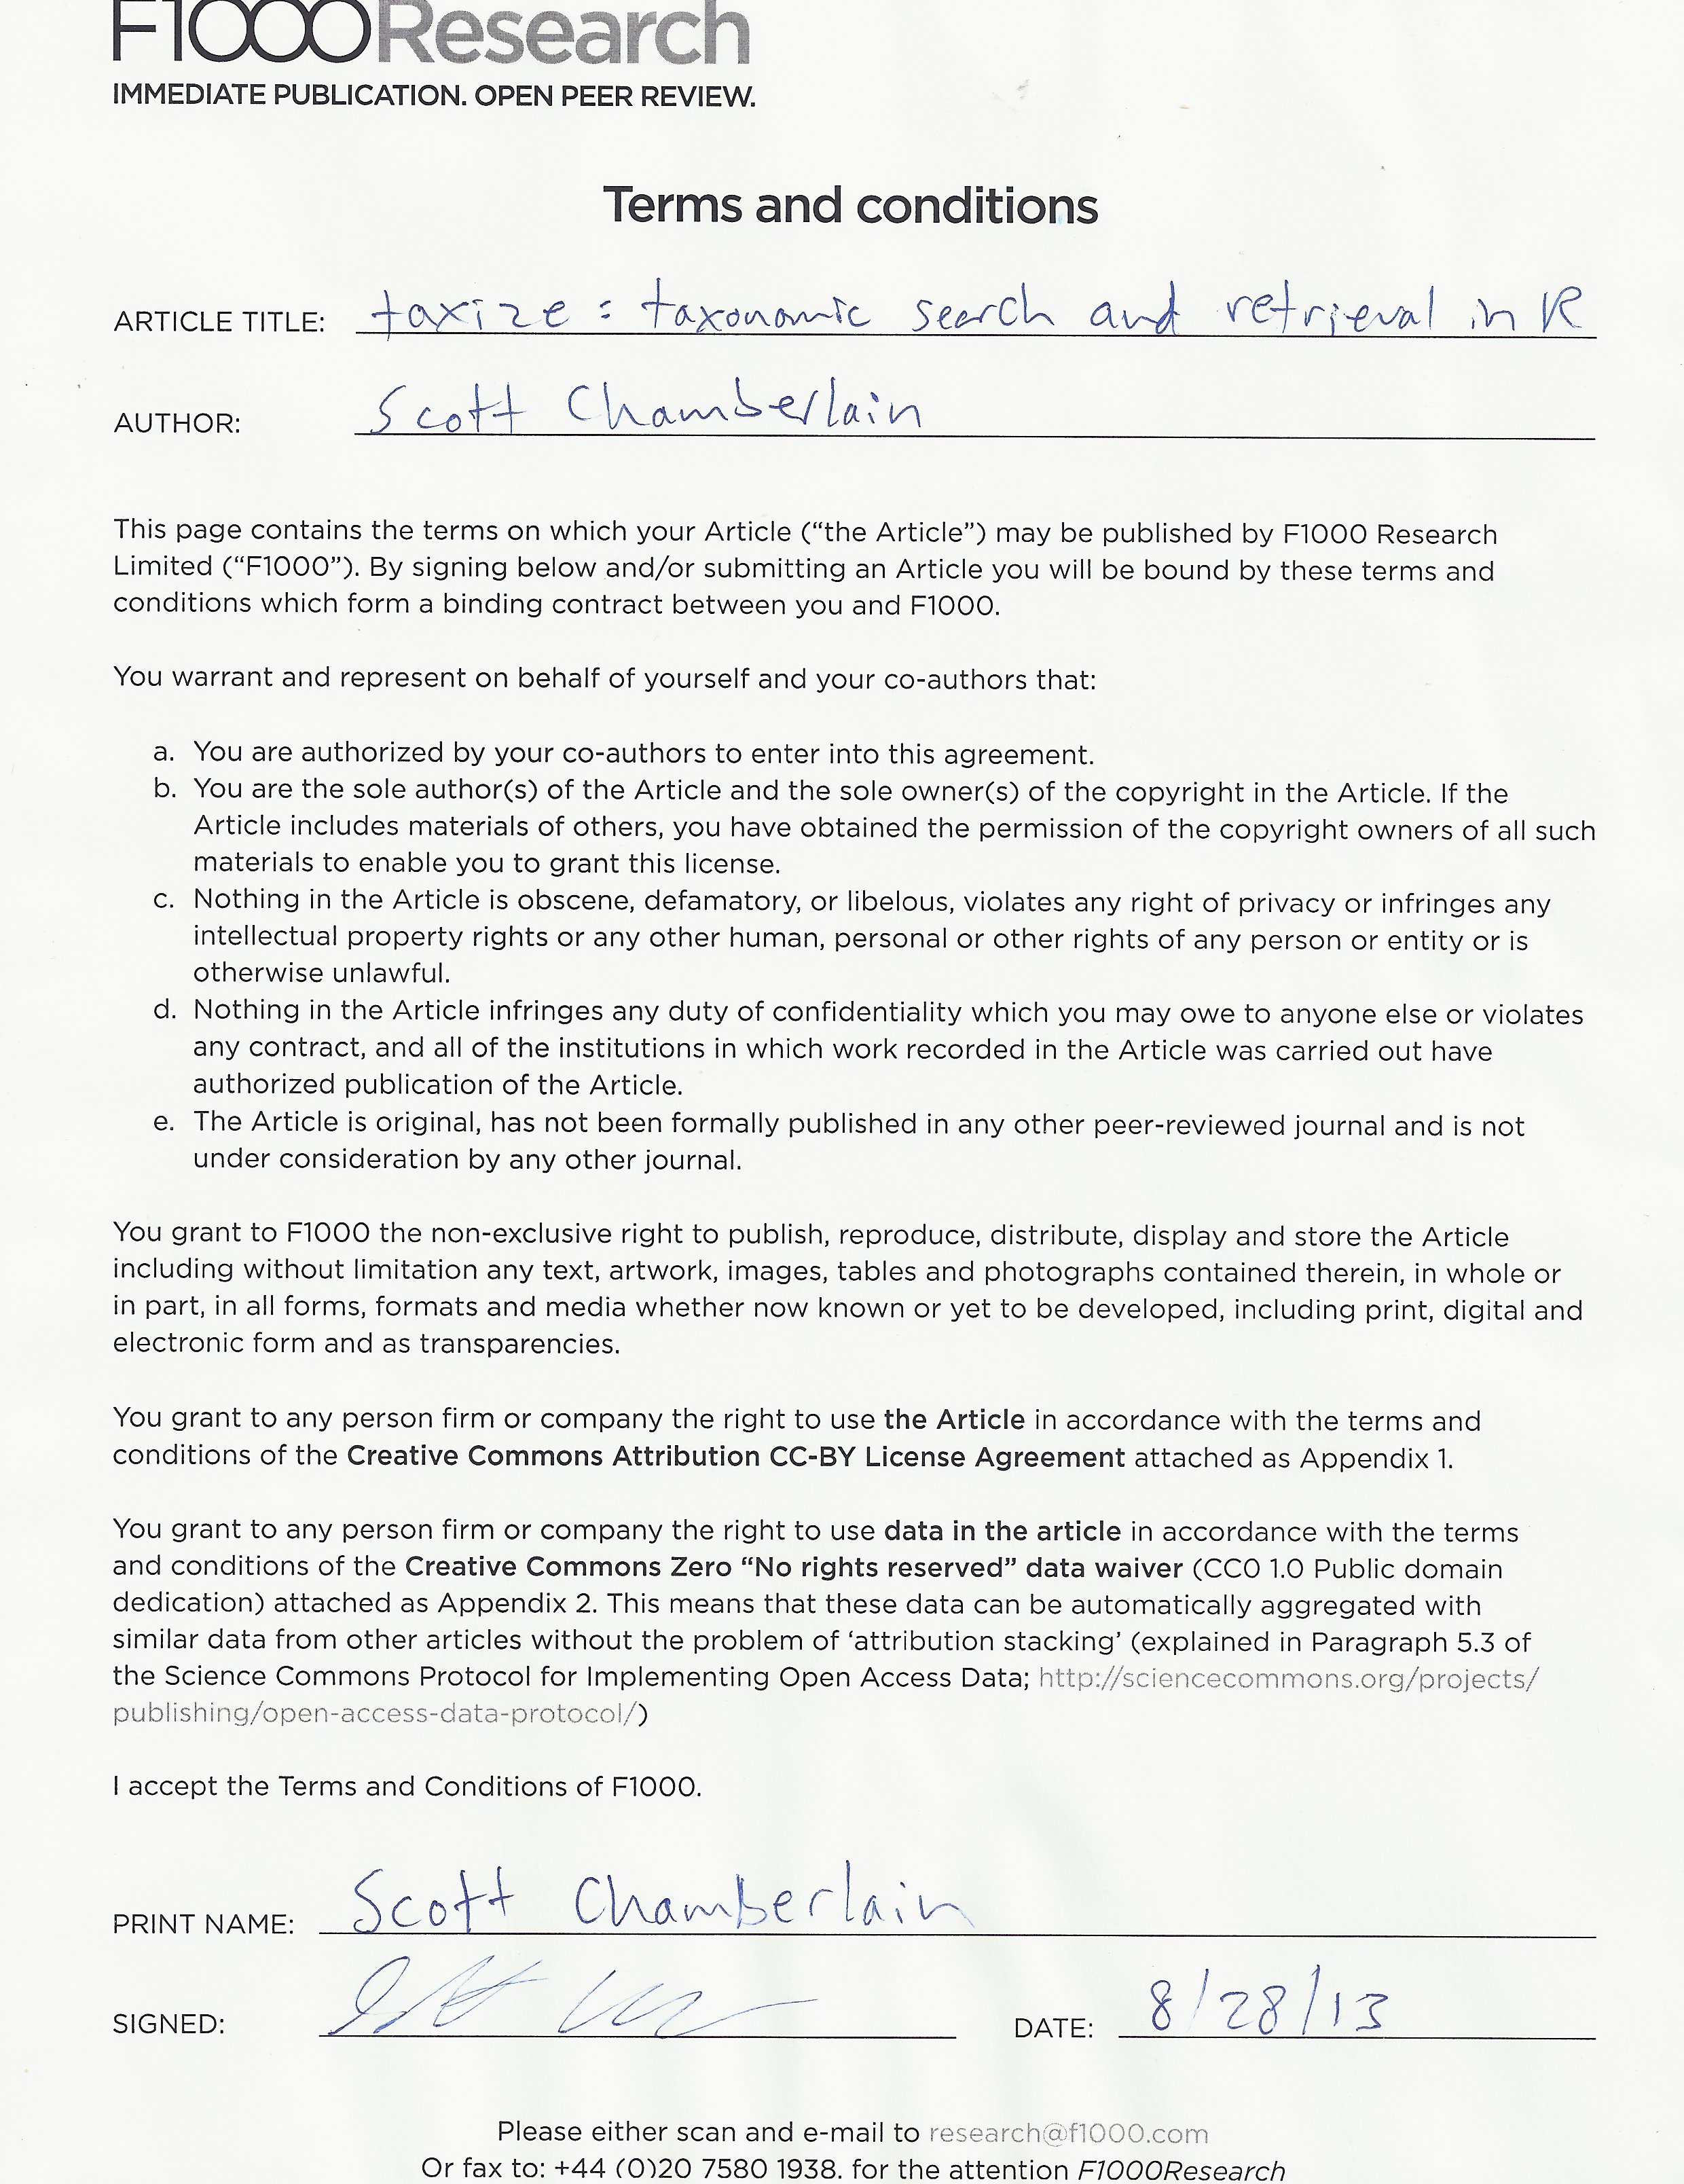 F1000Research
IMMEDIATE PUBLICATION. OPEN PEER REVIEW.
Terms and conditions
ARTICLE TITLE: taxize : taxonomic search and retrieval in R
AUTHOR: Scott Chamberlain
This page contains the terms on which your Article (“the Article”) may be published by F1000 Research
Limited (“F1000”). By signing below and/or submitting an Article you will be bound by these terms and
conditions which form a binding contract between you and F1000.
You warrant and represent on behalf of yourself and your co-authors that:
a. You are authorized by your co-authors to enter into this agreement.
b. You are the sole author(s) of the Article and the sole owner(s) of the copyright in the Article. If the
Article includes materials of others, you have obtained the permission of the copyright owners of all such
materials to enable you to grant this license.
c. Nothing in the Article is obscene, defamatory, or libelous, violates any right of privacy or infringes any
intellectual property rights or any other human, personal or other rights of any person or entity or is
otherwise unlawful.
d. Nothing in the Article infringes any duty of confidentiality which you may owe to anyone else or violates
any contract, and all of the institutions in which work recorded in the Article was carried out have
authorized publication of the Article.
e. The Article is original, has not been formally published in any other peer-reviewed journal and is not
under consideration by any other journal.
You grant to F1000 the non-exclusive right to publish, reproduce, distribute, display and store the Article
including without limitation any text, artwork, images, tables and photographs contained therein, in whole or
in part, in all forms, formats and media whether now known or yet to be developed, including print, digital and
electronic form and as transparencies.
You grant to any person firm or company the right to use the Article in accordance with the terms and
conditions of the Creative Commons Attribution CC-BY License Agreement attached as Appendix 1.
You grant to any person firm or company the right to use data in the article in accordance with the terms
and conditions of the Creative Commons Zero “No rights reserved” data waiver (CC0 1.0 Public domain
dedication) attached as Appendix 2. This means that these data can be automatically aggregated with
similar data from other articles without the problem of ‘attribution stacking’ (explained in Paragraph 5.3 of
the Science Commons Protocol for Implementing Open Access Data; http://sciencecommons.org/projects/
publishing/open-access-data-protocol/)
I accept the Terms and Conditions of F1000.
PRINT NAME: Scott Chamberlain
SIGNED: DATE: 8/28/13
Please either scan and e-mail to research@f1000.com
Or fax to: +44 (0)20 7580 1938. for the attention F1000Research